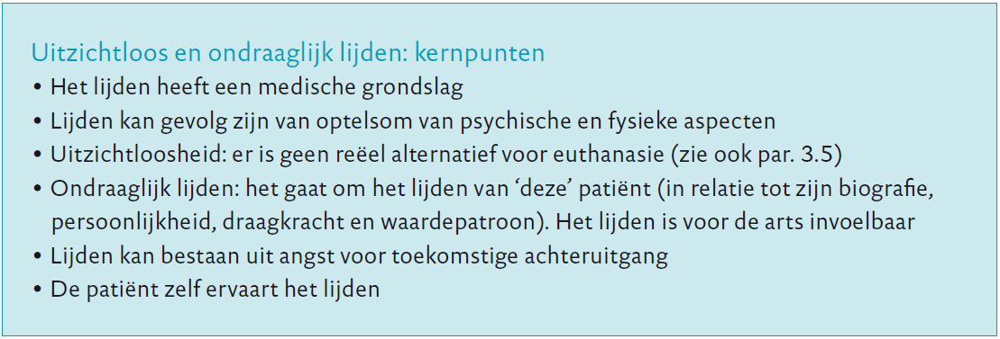 Uitzichtloos en ondraaglijk lijden: kernpunten
• Het lijden heeft een medische grondslag
• Lijden kan gevolg zijn van optelsom van psychische en fysieke aspecten
• Uitzichtloosheid: er is geen reëel alternatief voor euthanasie (zie ook par. 3.5)
• Ondraaglijk lijden: het gaat om het lijden van ‘deze’ patiënt (in relatie tot zijn biografie,
persoonlijkheid, draagkracht en waardepatroon). Het lijden is voor de arts invoelbaar
• Lijden kan bestaan uit angst voor toekomstige achteruitgang
• De patiënt zelf ervaart het lijden